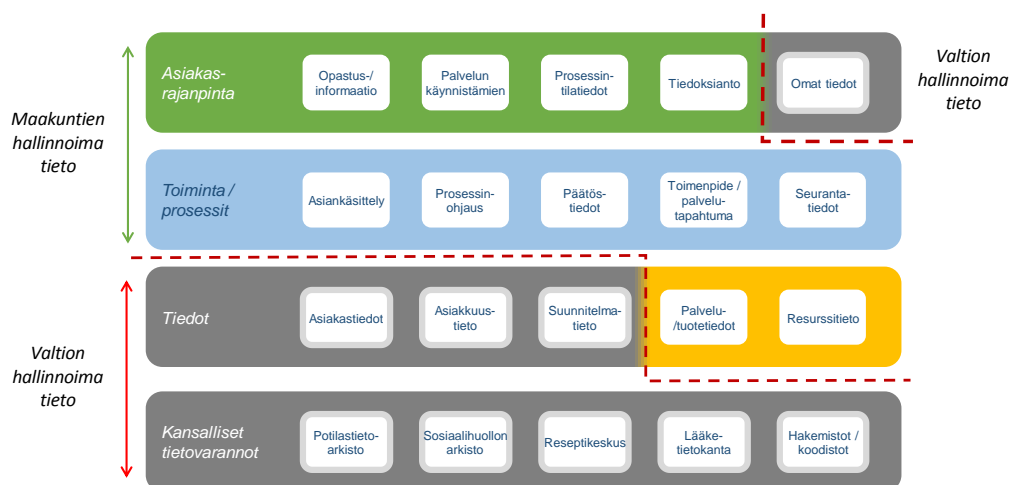 Maakuntien
hallinnoima
tieto
Asiakas-
rajanpinta
Opastus-/
informaatio
Palvelun
käynnistämien
Prosessin-
tilatiedot
Tiedoksianto
Omat tiedot
Valtion
hallinnoima
tieto
Toiminta /
prosessit
Asiankäsittely
Prosessin-
ohjaus
Päätös-
tiedot
Toimenpide /
palvelu-
tapahtuma
Seuranta-
tiedot
Valtion
hallinnoima
tieto
Tiedot
Asiakastiedot
Asiakkuus-
tieto
Suunnitelma-
tieto
Palvelu-
/tuotetiedot
Resurssitieto
Kansalliset
tietovarannot
Potilastieto-
arkisto
Sosiaalihuollon
arkisto
Reseptikeskus
Lääke-
tietokanta
Hakemistot /
koodistot